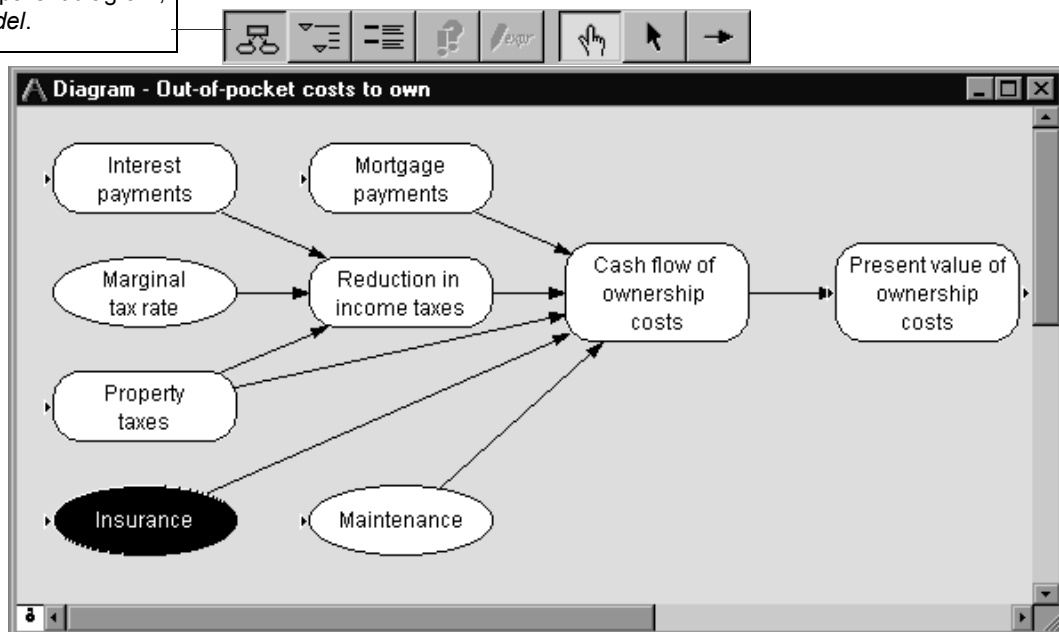 del.
expr
Diagram - Out-of-pocket costs to own
Interest
payments
Mortgage
payments
Marginal
tax rate
Reduction in
income taxes
Cash flow of
ownership
costs
Present value of
ownership
costs
Property
taxes
Insurance
Maintenance